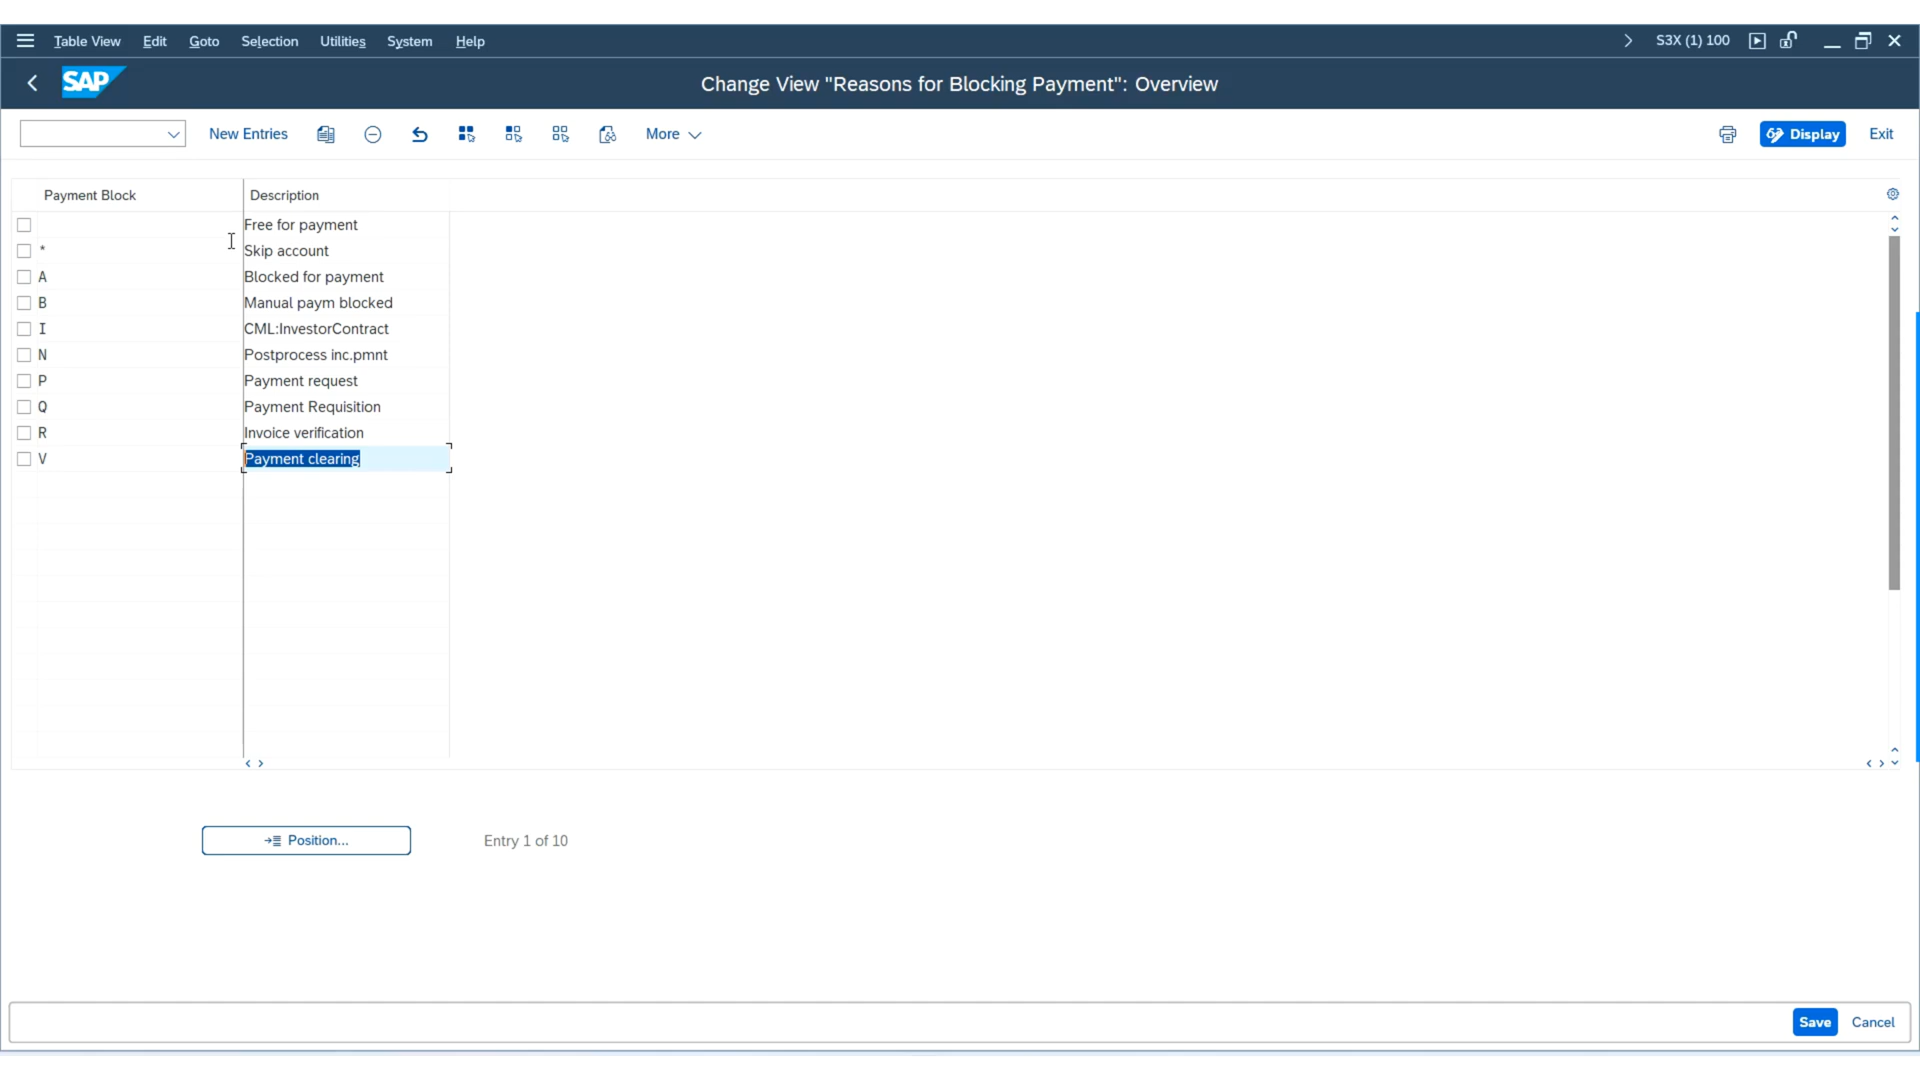 Table View Edit Goto Selection Utilities System Help S3X (1) 100
SAP Change View "Reasons for Blocking Payment": Overview
New Entries More Display Exit
Payment Block Description
Free for payment
* Skip account
A Blocked for payment
B Manual paym blocked
I CML:InvestorContract
N Postprocess inc.pmnt
P Payment request
Q Payment Requisition
R Invoice verification
V Payment clearing
Position... Entry 1 of 10
Save Cancel